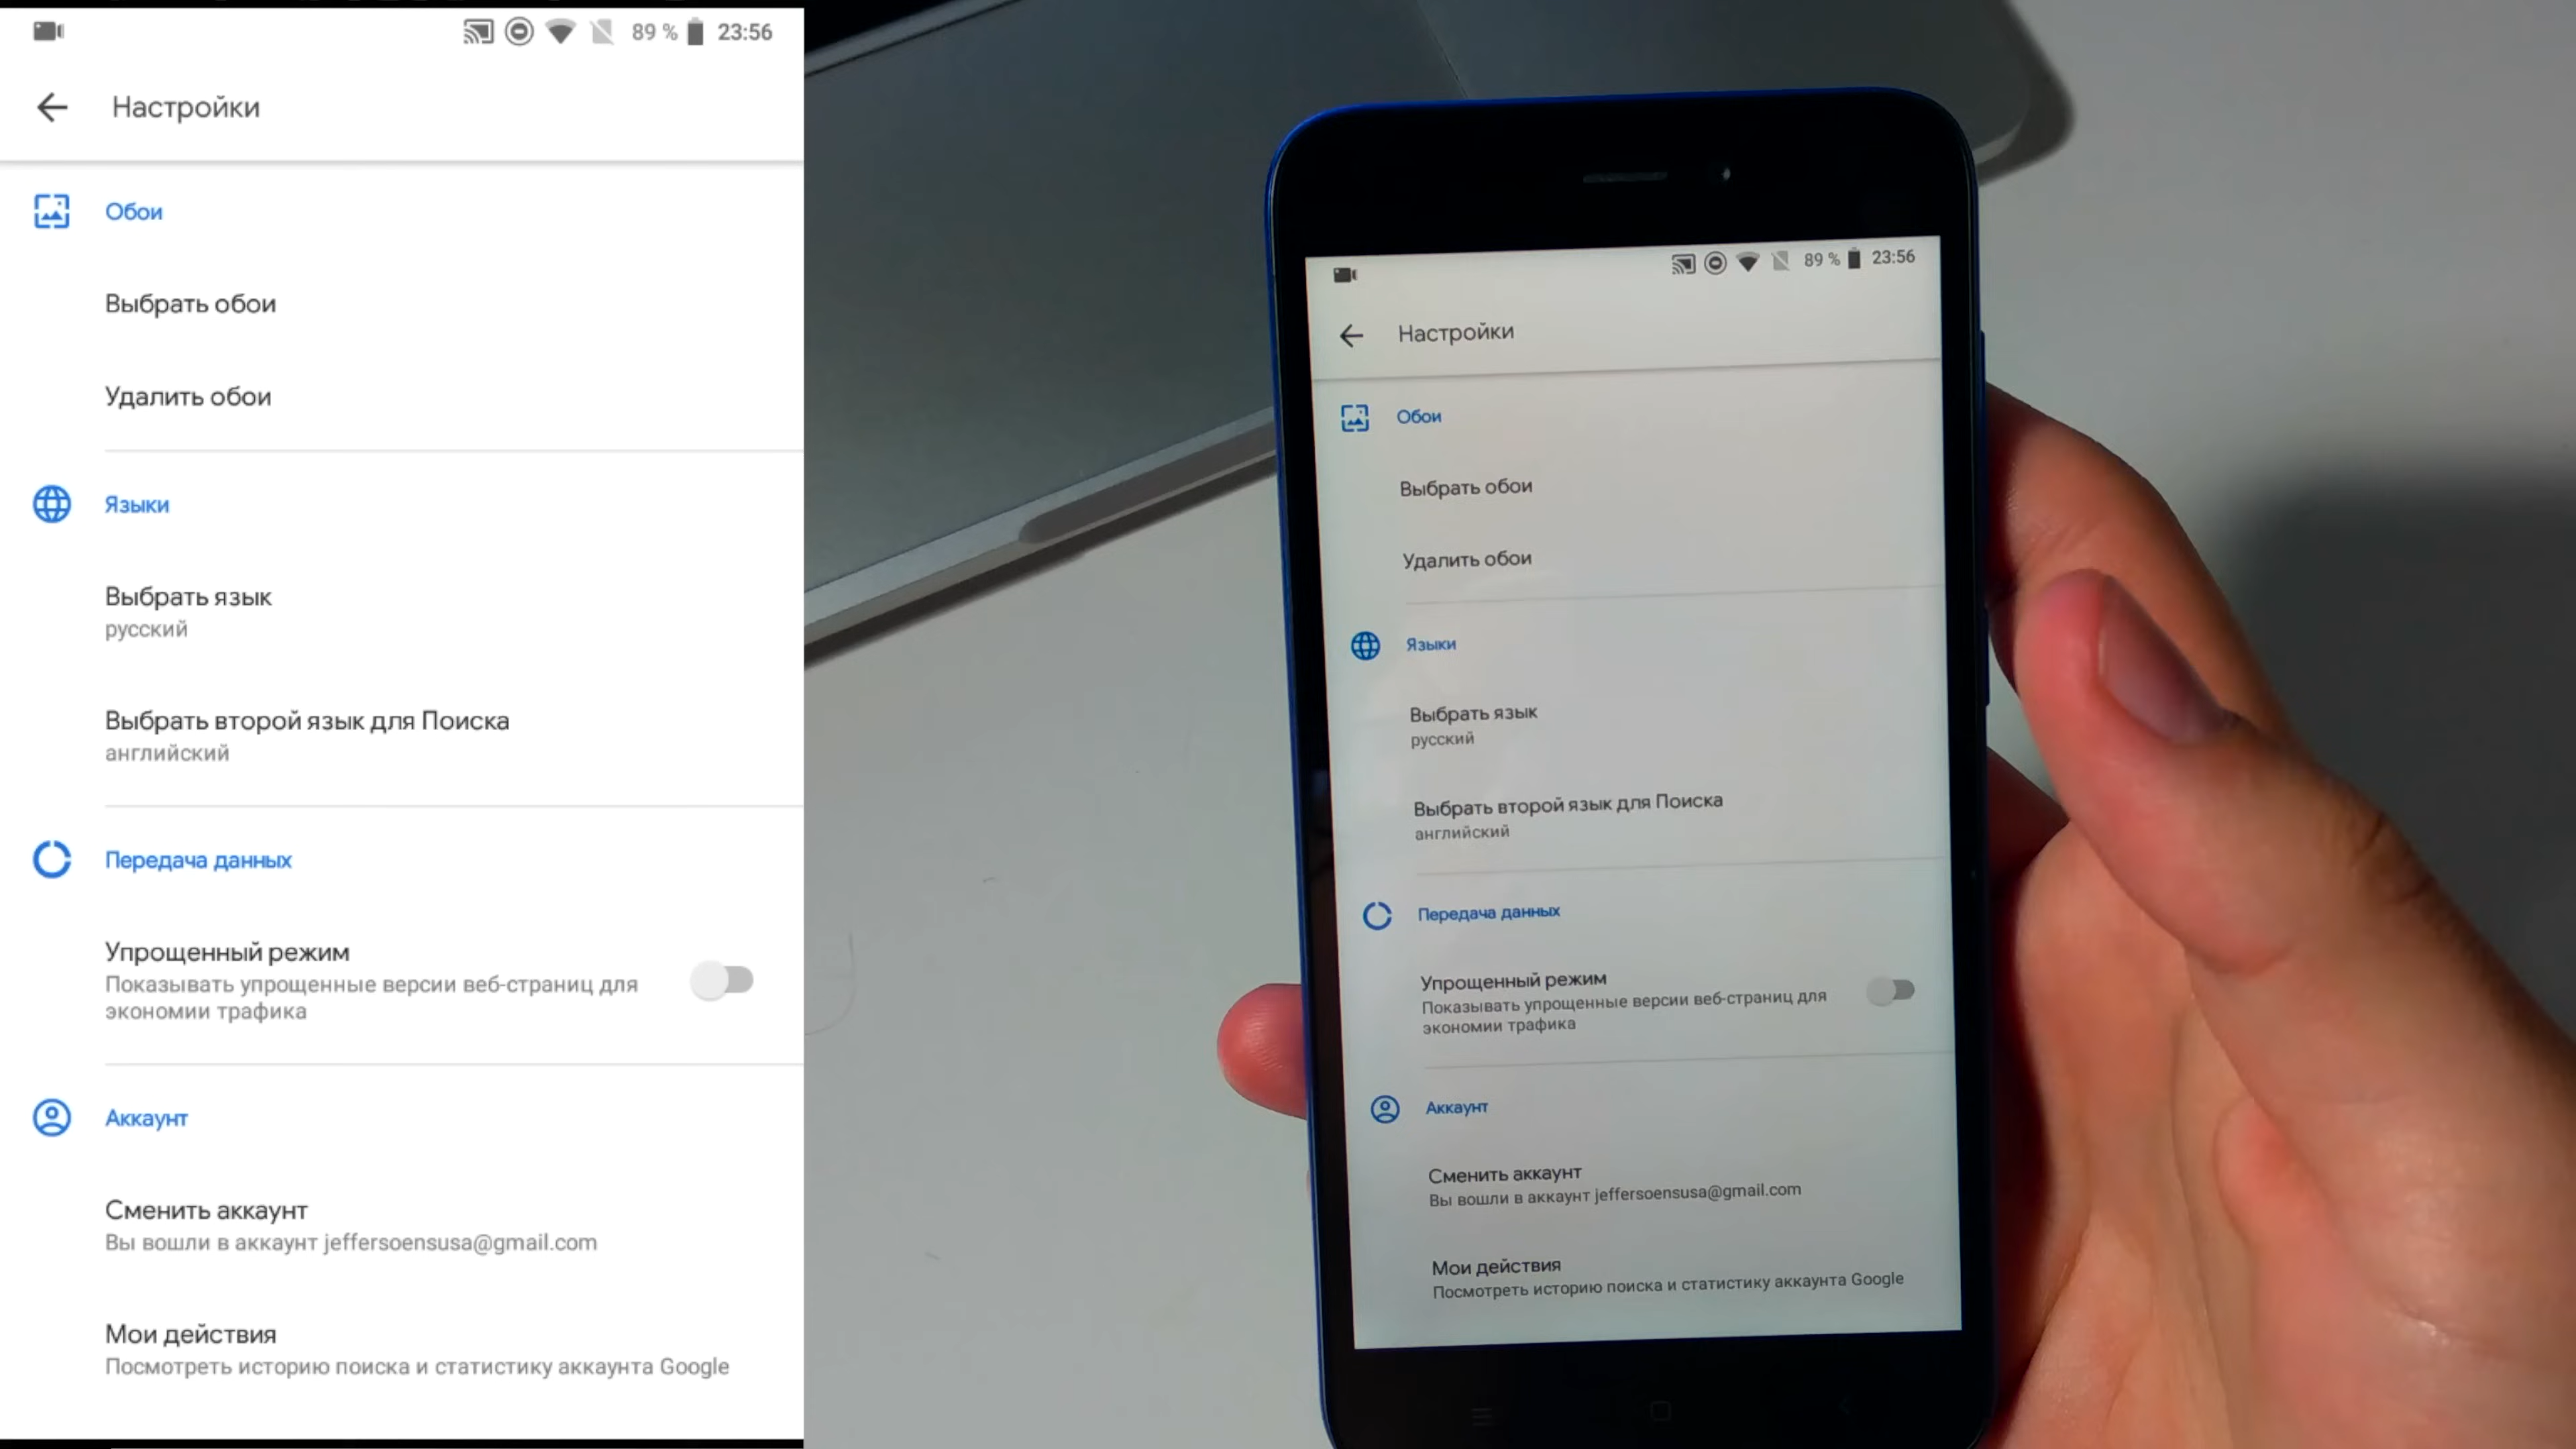 89 % 23:56
Настройки
Обои
Выбрать обои
Удалить обои
Языки
Выбрать язык
русский
Выбрать второй язык для Поиска
английский
Передача данных
Упрощенный режим
Показывать упрощенные версии веб-страниц для
экономии трафика
Аккаунт
Сменить аккаунт
Вы вошли в аккаунт jeffersoensusa@gmail.com
Мои действия
Посмотреть историю поиска и статистику аккаунта Google
89 % 23:56
Настройки
Обои
Выбрать обои
Удалить обои
Языки
Выбрать язык
русский
Выбрать второй язык для Поиска
английский
Передача данных
Упрощенный режим
Показывать упрощенные версии веб-страниц для
экономии трафика
Аккаунт
Сменить аккаунт
Вы вошли в аккаунт jeffersoensusa@gmail.com
Мои действия
Посмотреть историю поиска и статистику аккаунта Google